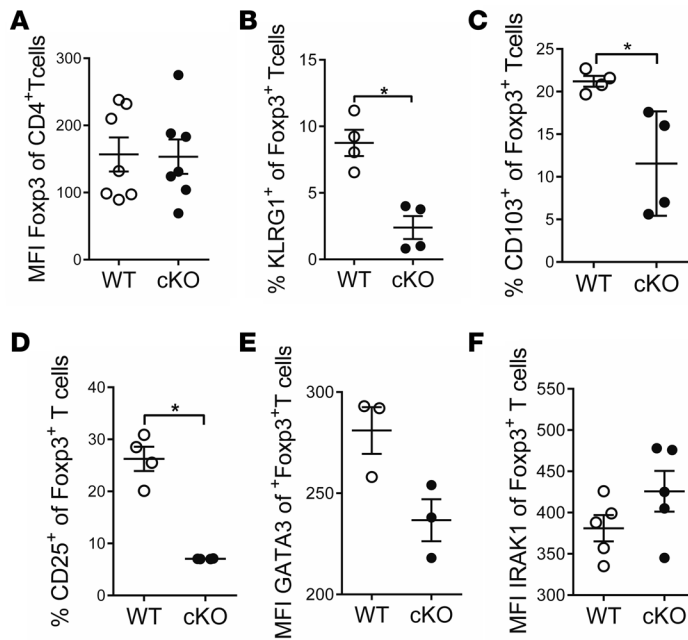 A
MFI Foxp3 of CD4+Tcells
300
200
100
0
WT
cKO
B
% KLRG1+ of Foxp3+ Tcells
15
10
5
0
*
WT
cKO
C
% CD103+ of Foxp3+ Tcells
25
20
15
10
5
0
*
WT
cKO
D
% CD25+ of Foxp3+ T cells
40
30
20
10
0
*
WT
cKO
E
MFI GATA3 of +Foxp3+T cells
300
250
200
WT
cKO
F
MFI IRAK1 of Foxp3+ T cells
550
500
450
400
350
300
WT
cKO